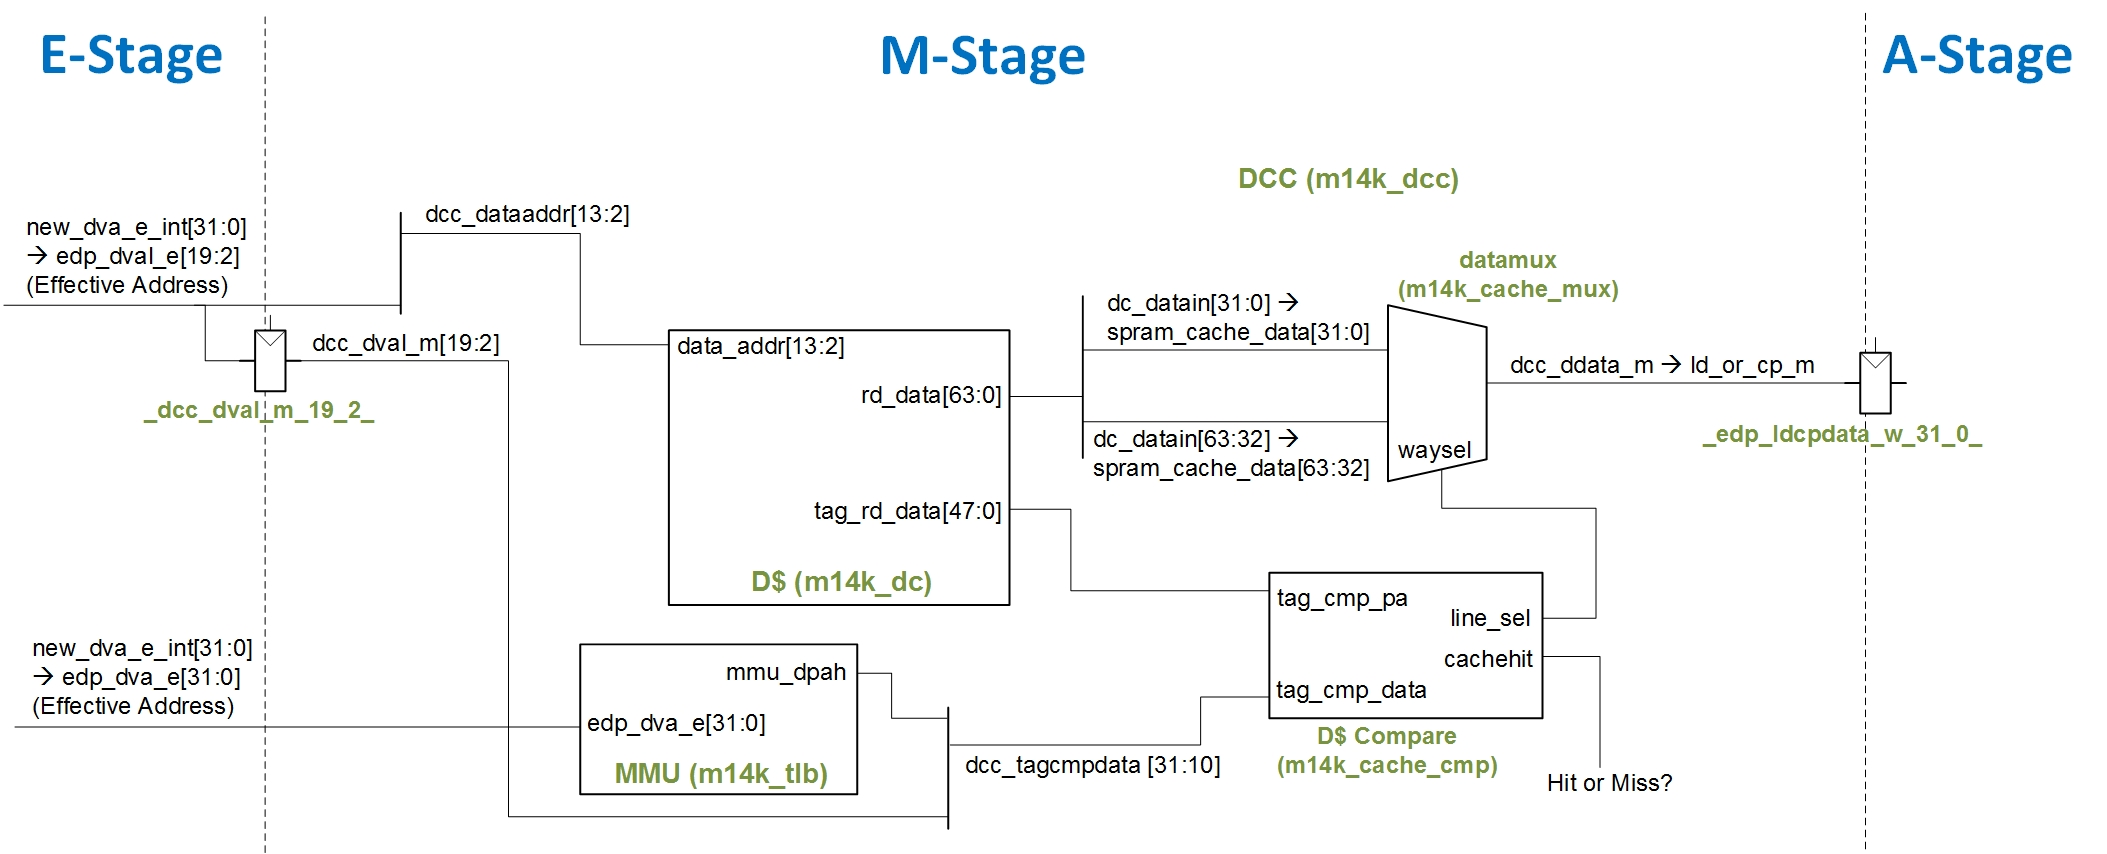 E-Stage
M-Stage
A-Stage
DCC (m14k_dcc)
new_dva_e_int[31:0]
→ edp_dval_e[19:2]
(Effective Address)
dcc_dataaddr[13:2]
dcc_dval_m[19:2]
_dcc_dval_m_19_2_
data_addr[13:2]
rd_data[63:0]
tag_rd_data[47:0]
D$ (m14k_dc)
dc_datain[31:0] →
spram_cache_data[31:0]
dc_datain[63:32] →
spram_cache_data[63:32]
datamux
(m14k_cache_mux)
waysel
dcc_ddata_m → ld_or_cp_m
_edp_ldcpdata_w_31_0_
new_dva_e_int[31:0]
→ edp_dva_e[31:0]
(Effective Address)
mmu_dpah
edp_dva_e[31:0]
MMU (m14k_tlb)
dcc_tagcmpdata [31:10]
tag_cmp_pa
line_sel
cachehit
tag_cmp_data
D$ Compare
(m14k_cache_cmp)
Hit or Miss?